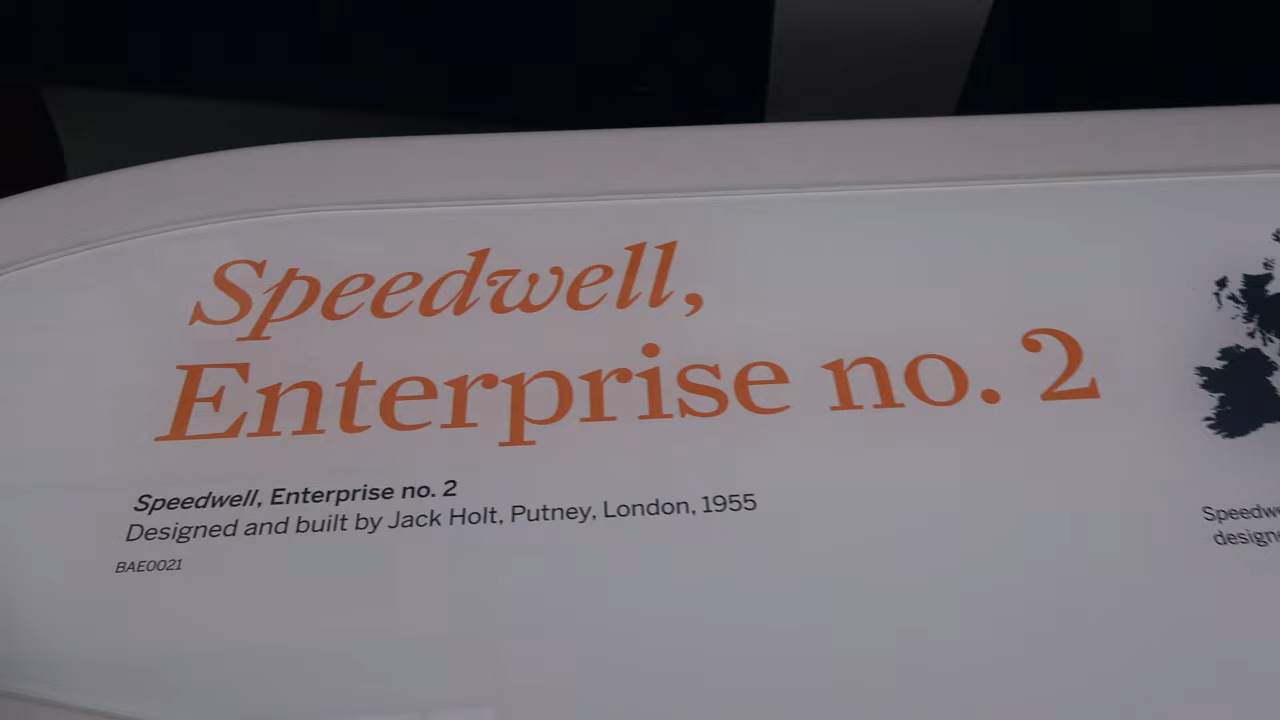 Speedwell,
Enterprise no. 2
Speedwell, Enterprise no. 2
Designed and built by Jack Holt, Putney, London, 1955
BAE0021